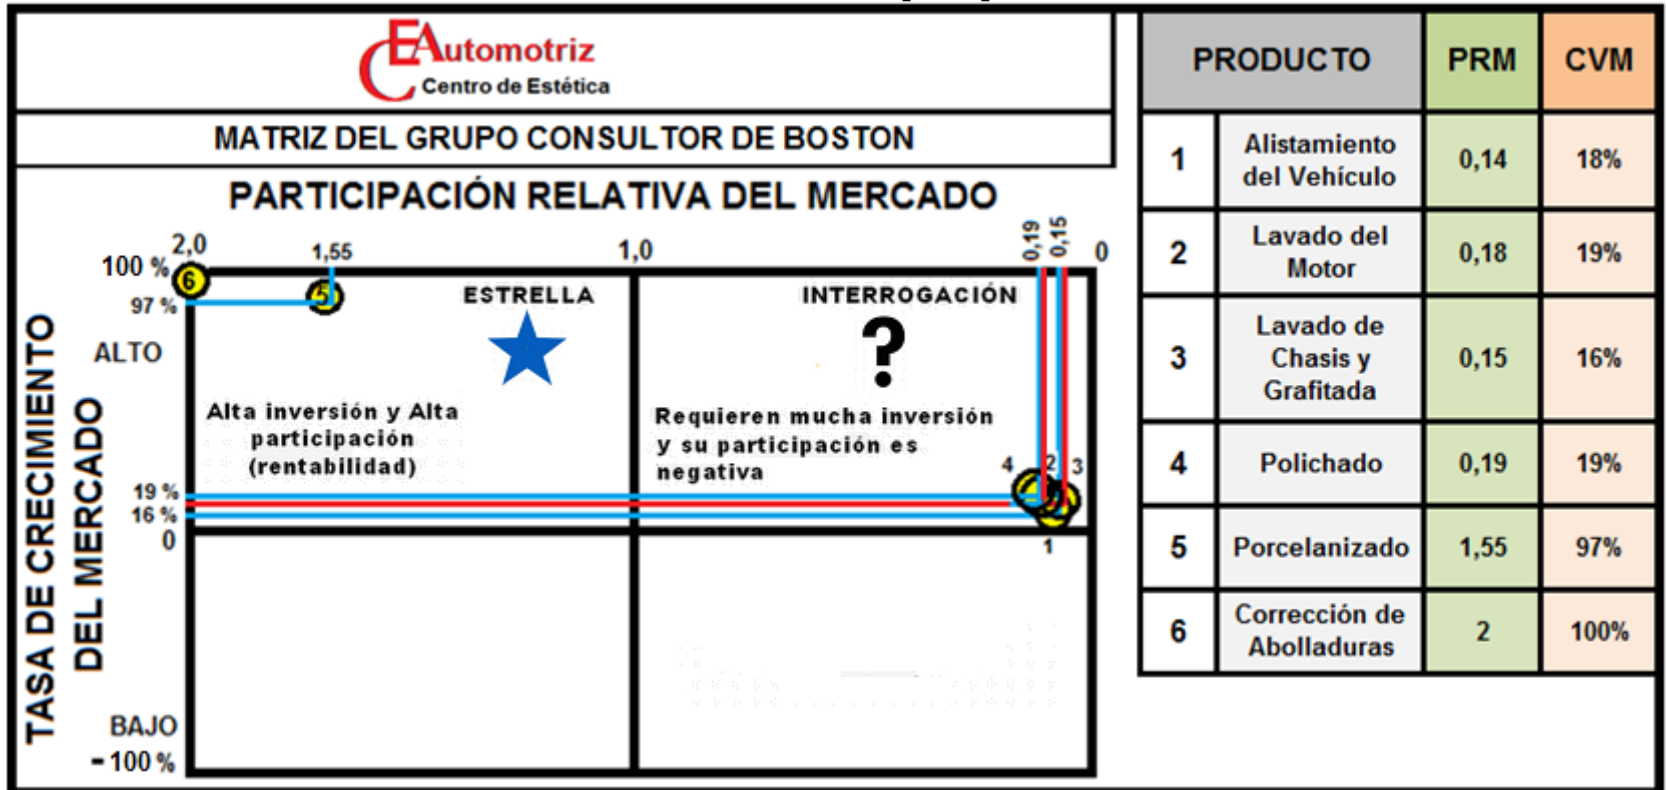 CEAutomotriz
Centro de Estética
MATRIZ DEL GRUPO CONSULTOR DE BOSTON
PARTICIPACIÓN RELATIVA DEL MERCADO
2,0
1,55
1,0
0,19
0,15
0
TASA DE CRECIMIENTO
DEL MERCADO
100 %
97 %
ALTO
19 %
16 %
0
BAJO
- 100 %
6
5
ESTRELLA
Alta inversión y Alta
participación
(rentabilidad)
INTERROGACIÓN
?
Requieren mucha inversión
y su participación es
negativa
4
2
3
1
PRODUCTO PRM CVM
1 Alistamiento del Vehículo 0,14 18%
2 Lavado del Motor 0,18 19%
3 Lavado de Chasis y Grafitada 0,15 16%
4 Polichado 0,19 19%
5 Porcelanizado 1,55 97%
6 Corrección de Abolladuras 2 100%